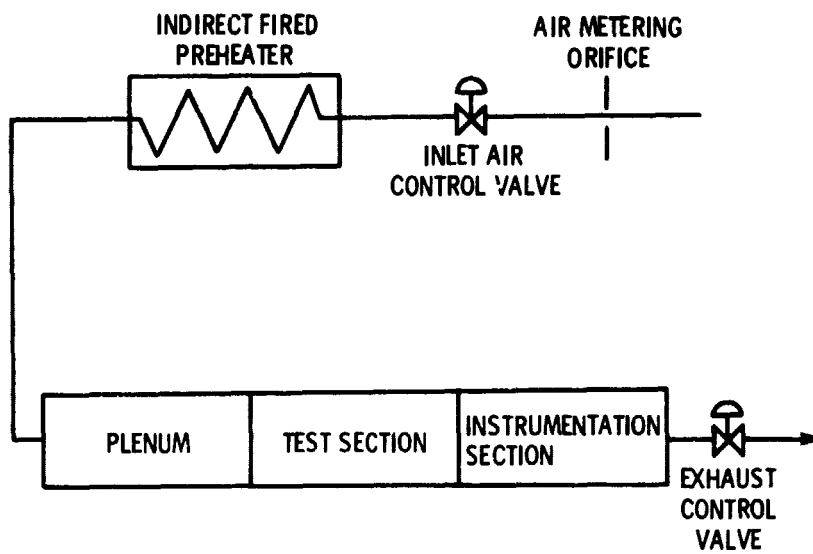 INDIRECT FIRED
PREHEATER
AIR METERING
ORIFICE
INLET AIR
CONTROL VALVE
PLENUM
TEST SECTION
INSTRUMENTATION
SECTION
EXHAUST
CONTROL
VALVE